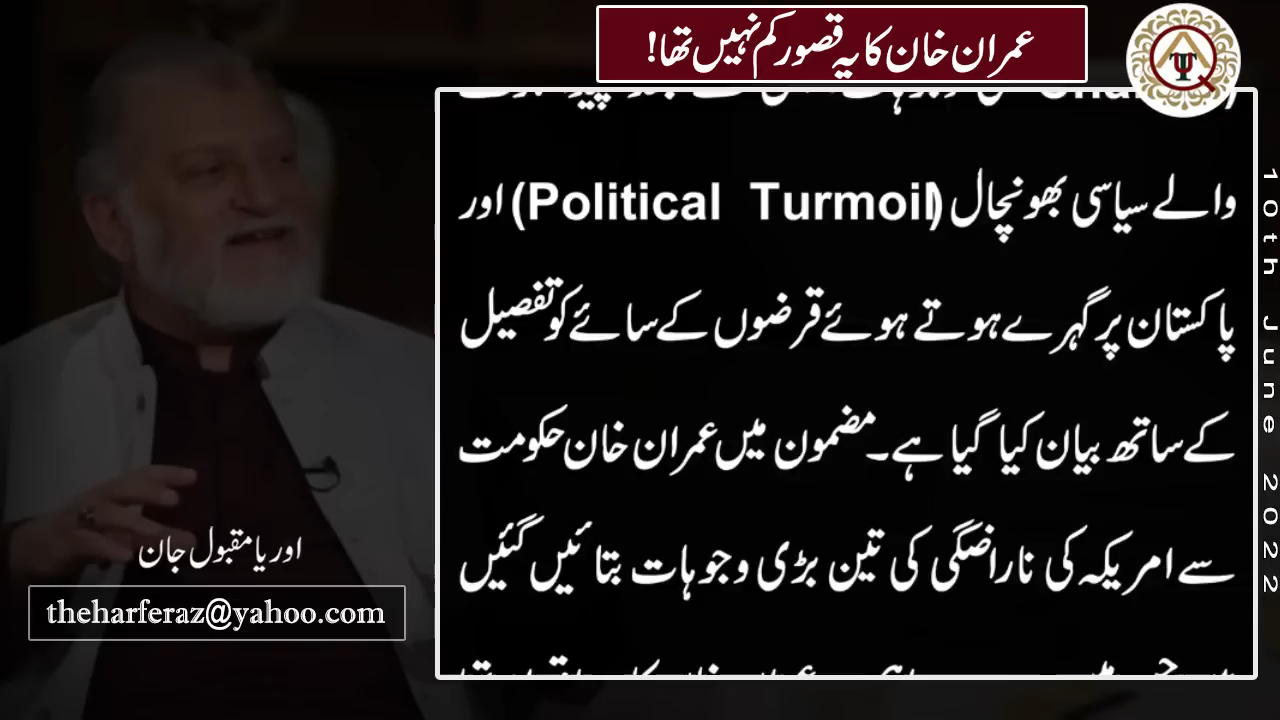 عمران خان کا یہ قصور کم نہیں تھا!
والے سیاسی بھونچال (Political Turmoil) اور
پاکستان پر گہرے ہوتے ہوئے قرضوں کے سائے کو تفصیل
کے ساتھ بیان کیا گیا ہے۔ مضمون میں عمران خان حکومت
سے امریکہ کی ناراضگی کی تین بڑی وجوہات بتائیں گئیں
اوریا مقبول جان
theharferaz@yahoo.com
10th June 2022